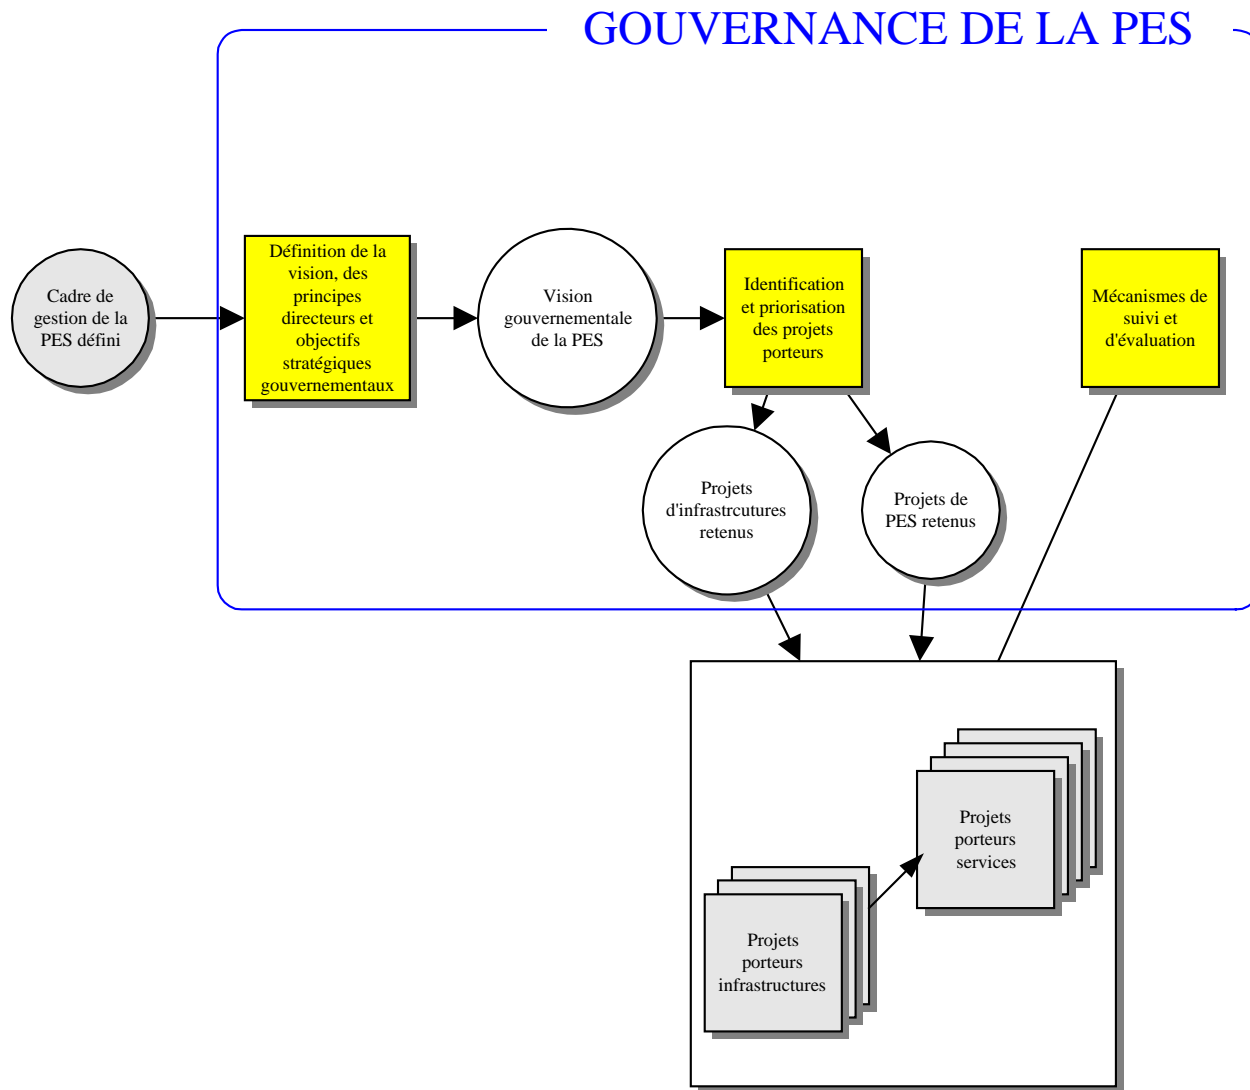 GOUVERNANCE DE LA PES
Cadre de
gestion de la
PES défini
Définition de la
vision, des
principes
directeurs et
objectifs
stratégiques
gouvernementaux
Vision
gouvernementale
de la PES
Identification
et priorisation
des projets
porteurs
Mécanismes de
suivi et
d'évaluation
Projets
d'infrastrcutures
retenus
Projets de
PES retenus
Projets
porteurs
services
Projets
porteurs
infrastructures